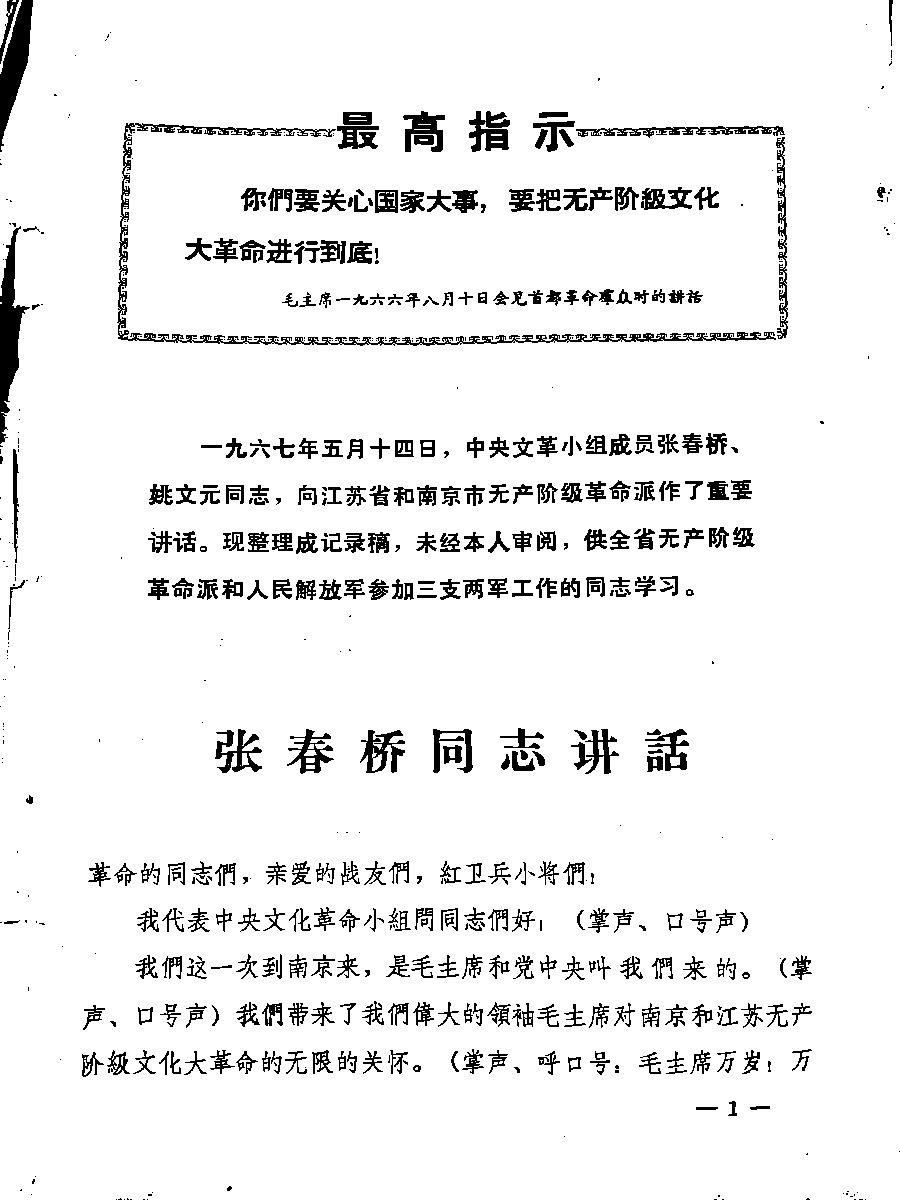 最高指示
你們要关心国家大事，要把无产阶級文化
大革命进行到底！
毛主席一九六六年八月十日会见首都革命羣众时的讲话
一九六七年五月十四日，中央文革小组成员张春桥、
姚文元同志，向江苏省和南京市无产阶级革命派作了重要
讲话。现整理成记录稿，未经本人审阅，供全省无产阶级
革命派和人民解放军参加三支两军工作的同志学习。
张春桥同志讲話
革命的同志們，亲爱的战友們，紅卫兵小将們：
我代表中央文化革命小組問同志們好！（掌声、口号声）
我們这一次到南京来，是毛主席和党中央叫我們来的。（掌
声、口号声）我們带来了我們偉大的領袖毛主席对南京和江苏无产
阶級文化大革命的无限的关怀。（掌声、呼口号：毛主席万岁！万
— 1 —